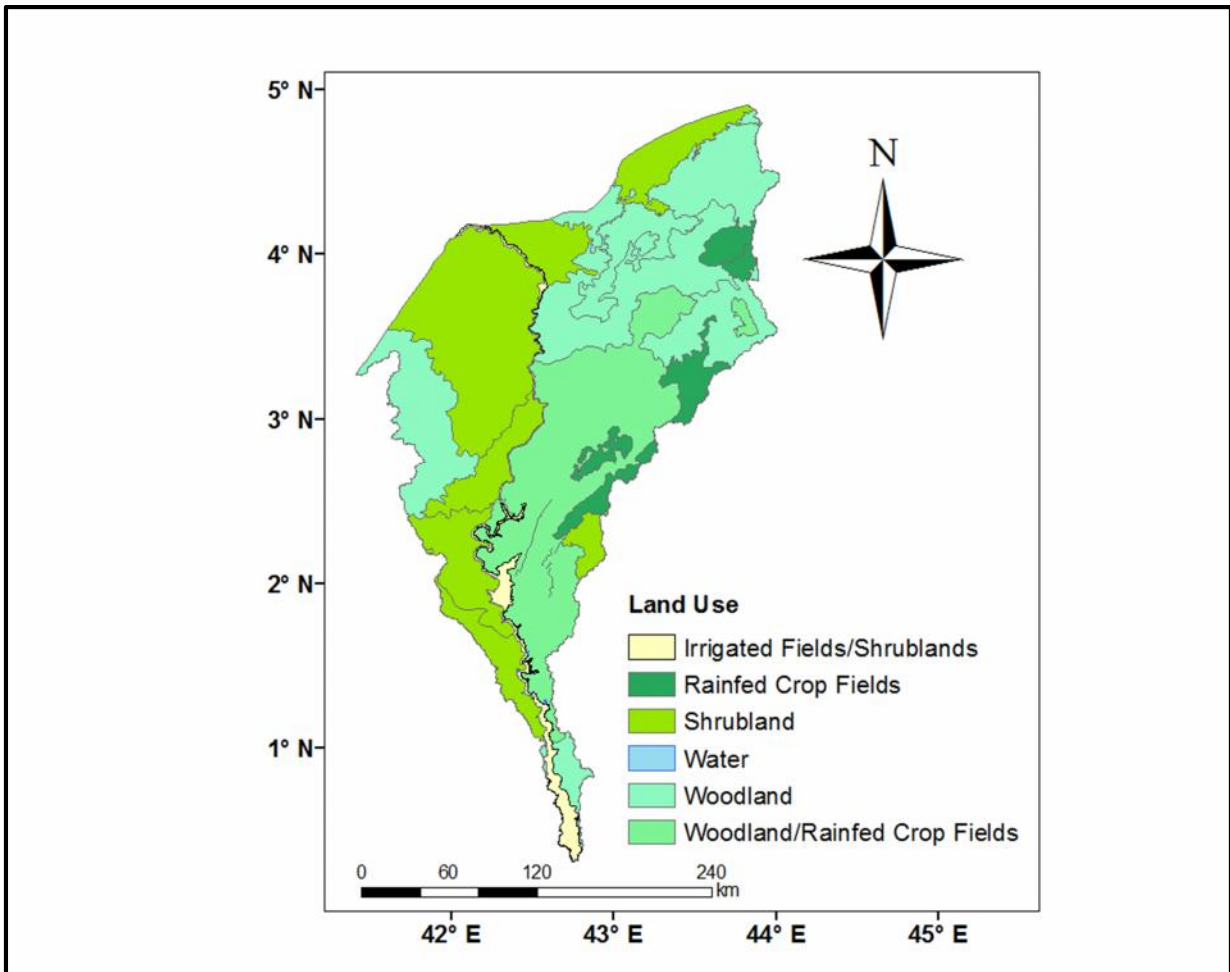 5° N
N
4° N
3° N
2° N
Land Use
Irrigated Fields/Shrublands
Rainfed Crop Fields
Shrubland
Water
1° N
Woodland
Woodland/Rainfed Crop Fields
0 60 120 240
km
42° E 43° E 44° E 45° E